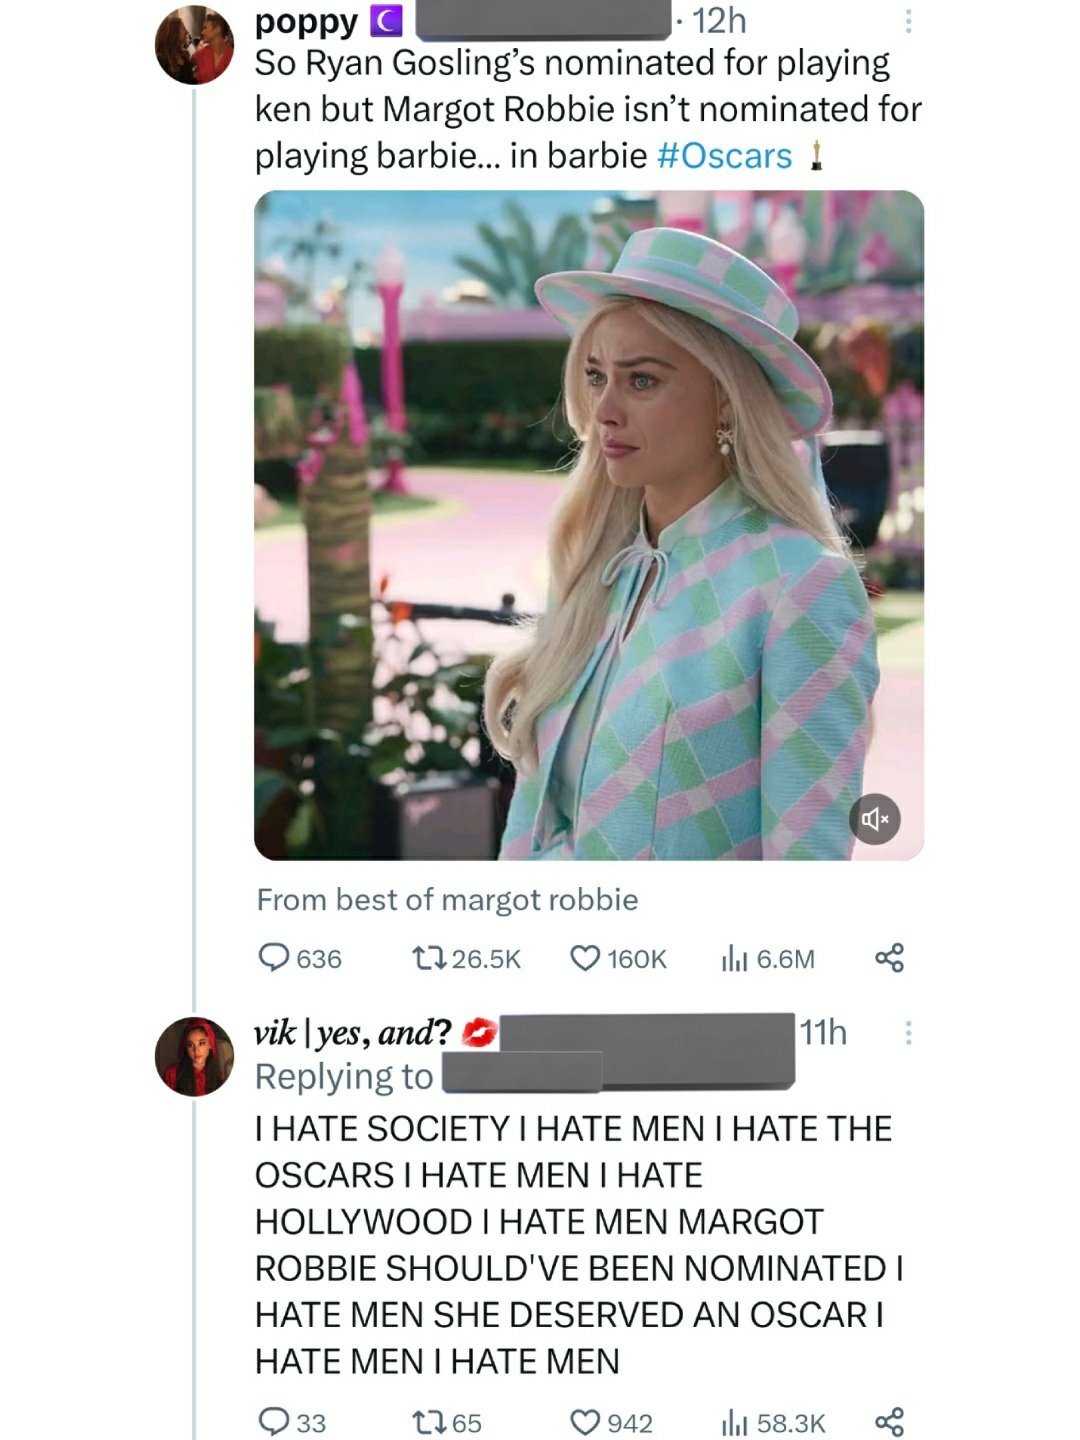 poppy · 12h
So Ryan Gosling’s nominated for playing
ken but Margot Robbie isn’t nominated for
playing barbie... in barbie #Oscars
From best of margot robbie
636 26.5K 160K 6.6M
vik | yes, and? 11h
Replying to
I HATE SOCIETY I HATE MEN I HATE THE
OSCARS I HATE MEN I HATE
HOLLYWOOD I HATE MEN MARGOT
ROBBIE SHOULD'VE BEEN NOMINATED I
HATE MEN SHE DESERVED AN OSCAR I
HATE MEN I HATE MEN
33 65 942 58.3K